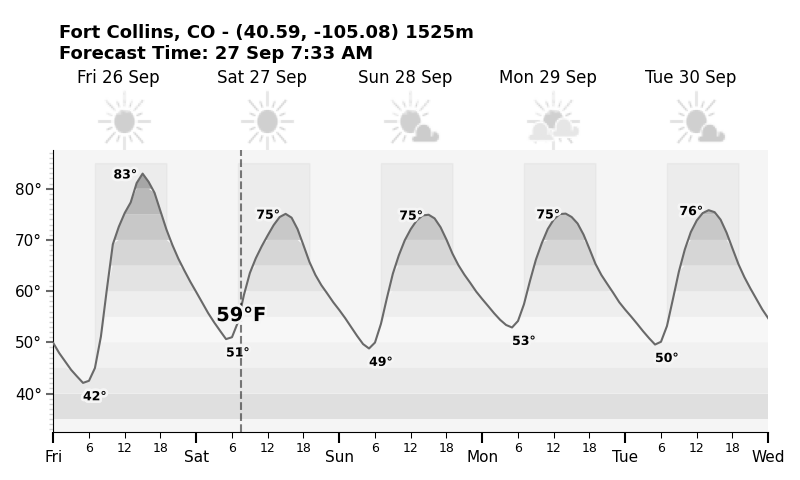 Fort Collins, CO - (40.59, -105.08) 1525m
Forecast Time: 27 Sep 7:33 AM
Fri 26 Sep Sat 27 Sep Sun 28 Sep Mon 29 Sep Tue 30 Sep
80°
70°
60°
50°
40°
83°
75°
75°
75°
76°
59°F
51°
49°
53°
50°
42°
6 12 18 6 12 18 6 12 18 6 12 18 6 12 18
Fri Sat Sun Mon Tue Wed